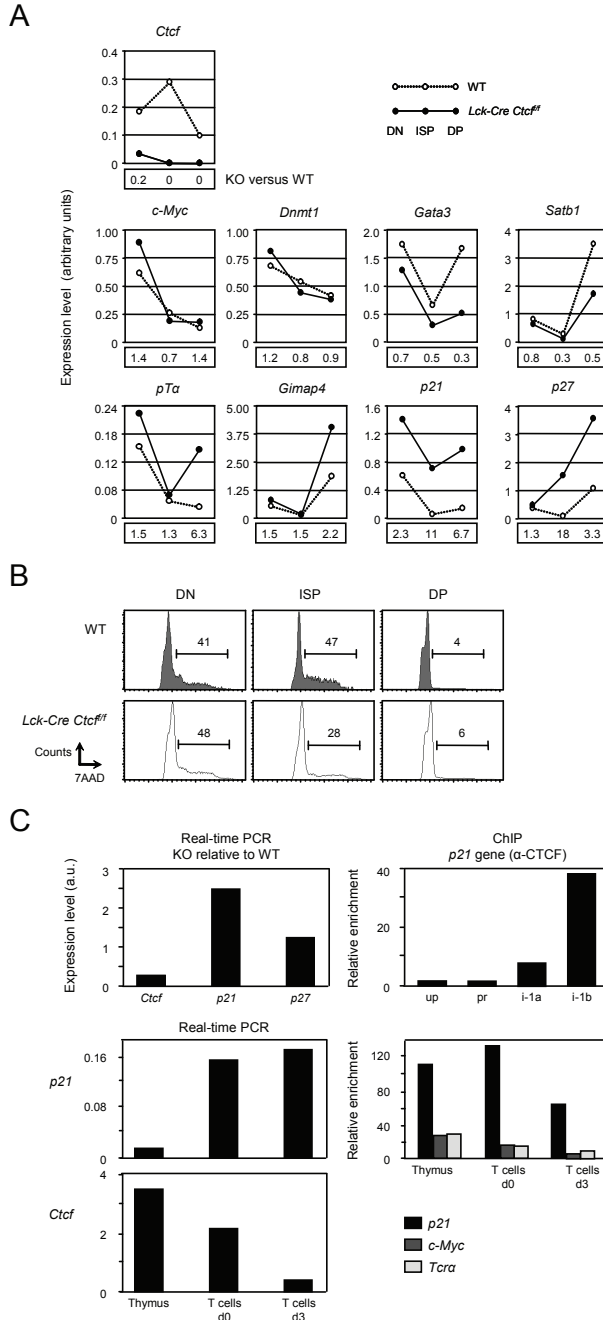 A
Ctcf
0.4
0.3
0.2
0.1
0
0.2 0 0 KO versus WT
WT
Lck-Cre Ctcf^f/f
DN ISP DP
Expression level (arbitrary units)
c-Myc Dnmt1 Gata3 Satb1
1.00 1.00 2.0 4
0.75 0.75 1.5 3
0.50 0.50 1.0 2
0.25 0.25 0.5 1
0 0 0 0
1.4 0.7 1.4 1.2 0.8 0.9 0.7 0.5 0.3 0.8 0.3 0.5
pTα Gimap4 p21 p27
0.24 5.00 1.6 4
0.18 3.75 1.2 3
0.12 2.50 0.8 2
0.08 1.25 0.4 1
0 0 0 0
1.5 1.3 6.3 1.5 1.5 2.2 2.3 11 6.7 1.3 18 3.3
B
DN ISP DP
WT
41 47 4
Lck-Cre Ctcf^f/f
48 28 6
Counts
7AAD
C
Real-time PCR
KO relative to WT
Expression level (a.u.)
3
2
1
0
Ctcf p21 p27
ChIP
p21 gene (α-CTCF)
Relative enrichment
40
20
0
up pr i-1a i-1b
Real-time PCR
p21
0.16
0.08
0
Ctcf
4
2
0
Thymus T cells d0 T cells d3
Relative enrichment
120
80
40
0
Thymus T cells d0 T cells d3
p21
c-Myc
Tcrα